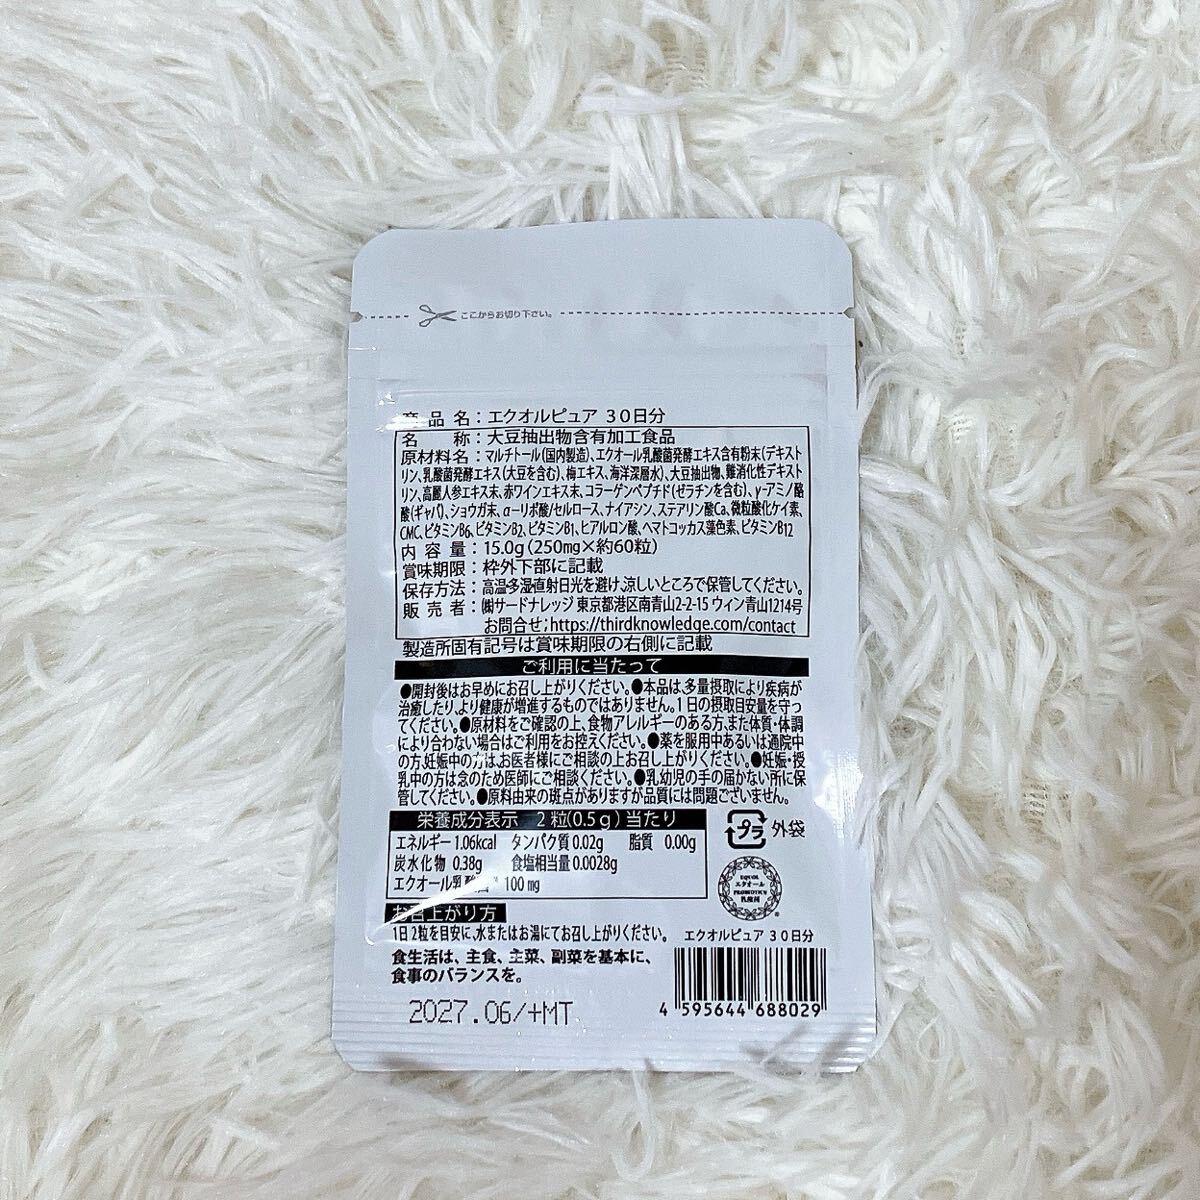 ここからお切り下さい。
商品名：エクオルピュア 30日分
名称：大豆抽出物含有加工食品
原材料名：マルチトール(国内製造)、エクオール乳酸菌発酵エキス含有粉末(デキスト
リン、乳酸菌発酵エキス(大豆を含む)、梅エキス、海洋深層水)、大豆抽出物、難消化性デキスト
リン、高麗人参エキス末、赤ワインエキス末、コラーゲンペプチド(ゼラチンを含む)、γ-アミノ酪
酸(ギャバ)、ショウガ末、α-リポ酸/セルロース、ナイアシン、ステアリン酸Ca、微粒酸化ケイ素、
CMC、ビタミンB6、ビタミンB2、ビタミンB1、ヒアルロン酸、ヘマトコッカス藻色素、ビタミンB12
内容量：15.0g(250mg×約60粒)
賞味期限：枠外下部に記載
保存方法：高温・多湿・直射日光を避け、涼しいところで保管してください。
販売者：㈱サードナレッジ 東京都港区南青山2-2-15 ウィン青山1214号
お問合せ;https://thirdknowledge.com/contact
製造所固有記号は賞味期限の右側に記載
ご利用に当たって
●開封後はお早めにお召し上がりください。●本品は、多量摂取により疾病が
治癒したり、より健康が増進するものではありません。1日の摂取目安量を守っ
てください。●原材料をご確認の上、食物アレルギーのある方、また体質・体調
により合わない場合はご利用をお控えください。●薬を服用中あるいは通院中
の方、妊娠中の方は、お医者様にご相談の上お召し上がりください。●妊娠・授
乳中の方は念のため医師にご相談ください。●乳幼児の手の届かない所に保
管してください。●原料由来の斑点がありますが品質には問題ございません。
栄養成分表示 2粒(0.5g)当たり
エネルギー 1.06kcal タンパク質 0.02g 脂質 0.00g
炭水化物 0.38g 食塩相当量 0.0028g
エクオール乳酸菌 100mg
プラ 外袋
EQUOL
エクオール
PROBIOTICS
乳酸菌
®
お召上がり方
1日2粒を目安に、水またはお湯にてお召し上がりください。
食生活は、主食、主菜、副菜を基本に、
食事のバランスを。
エクオルピュア 30日分
4 595644 688029
2027.06/+MT